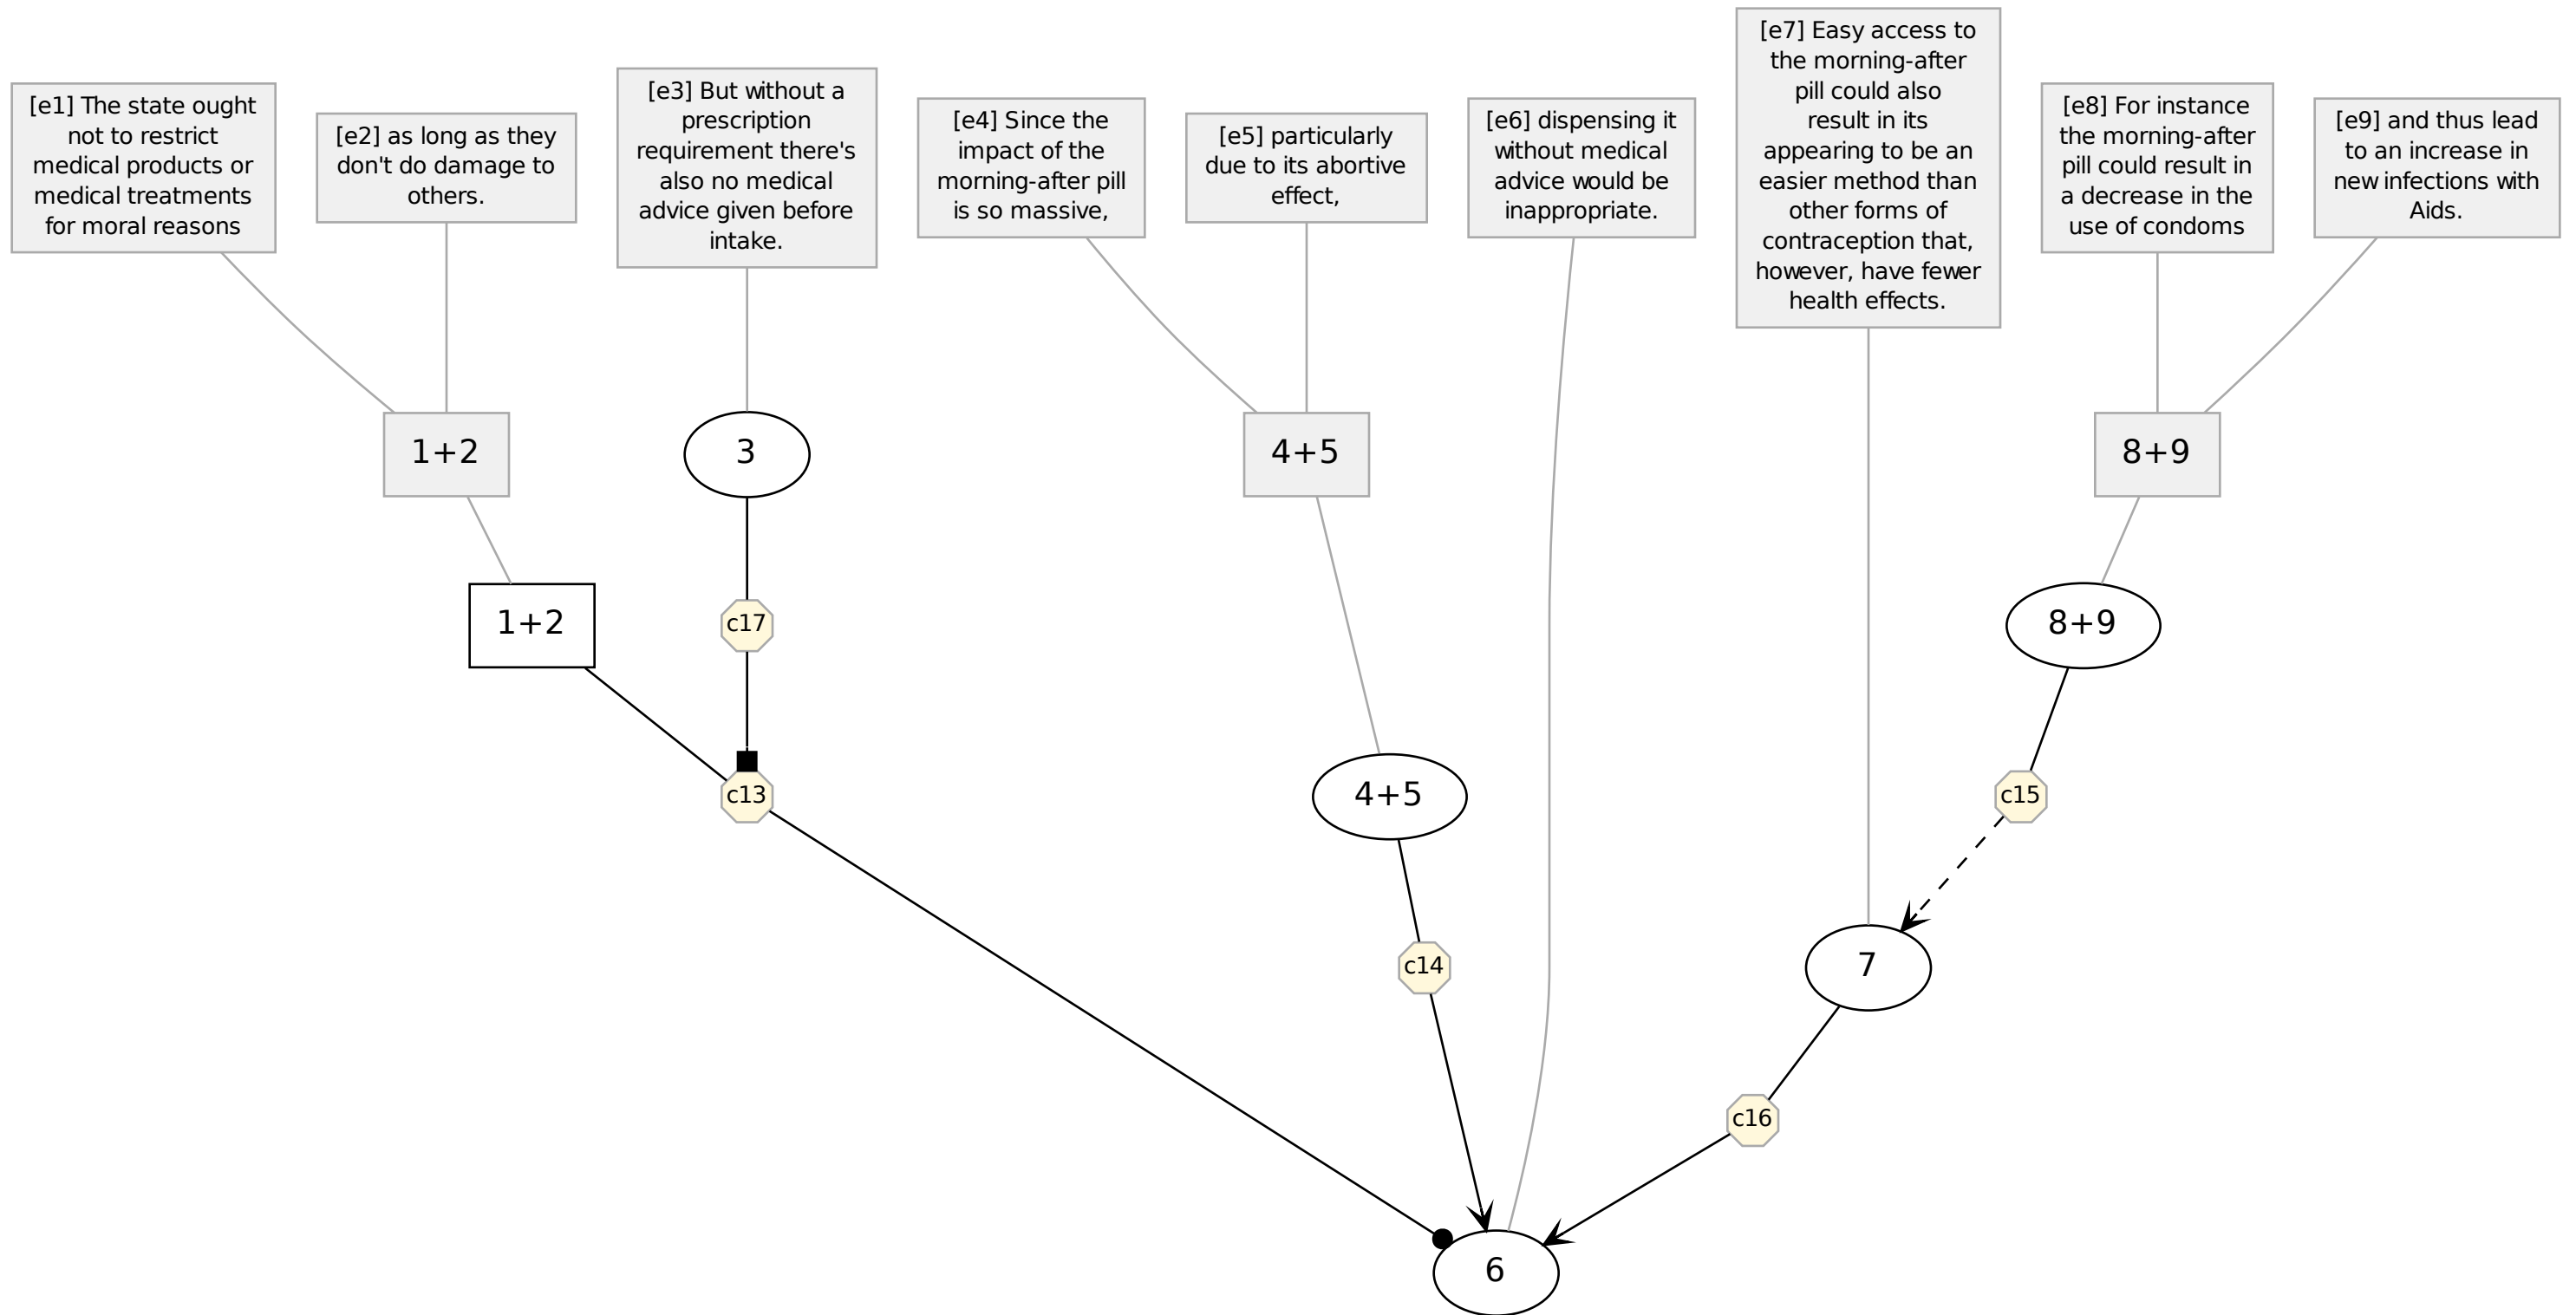 [e1] The state ought
not to restrict
medical products or
medical treatments
for moral reasons
[e2] as long as they
don't do damage to
others.
[e3] But without a
prescription
requirement there's
also no medical
advice given before
intake.
[e4] Since the
impact of the
morning-after pill
is so massive,
[e5] particularly
due to its abortive
effect,
[e6] dispensing it
without medical
advice would be
inappropriate.
[e7] Easy access to
the morning-after
pill could also
result in its
appearing to be an
easier method than
other forms of
contraception that,
however, have fewer
health effects.
[e8] For instance
the morning-after
pill could result in
a decrease in the
use of condoms
[e9] and thus lead
to an increase in
new infections with
Aids.
1+2
3
4+5
8+9
1+2
c17
8+9
c13
4+5
c15
c14
7
c16
6